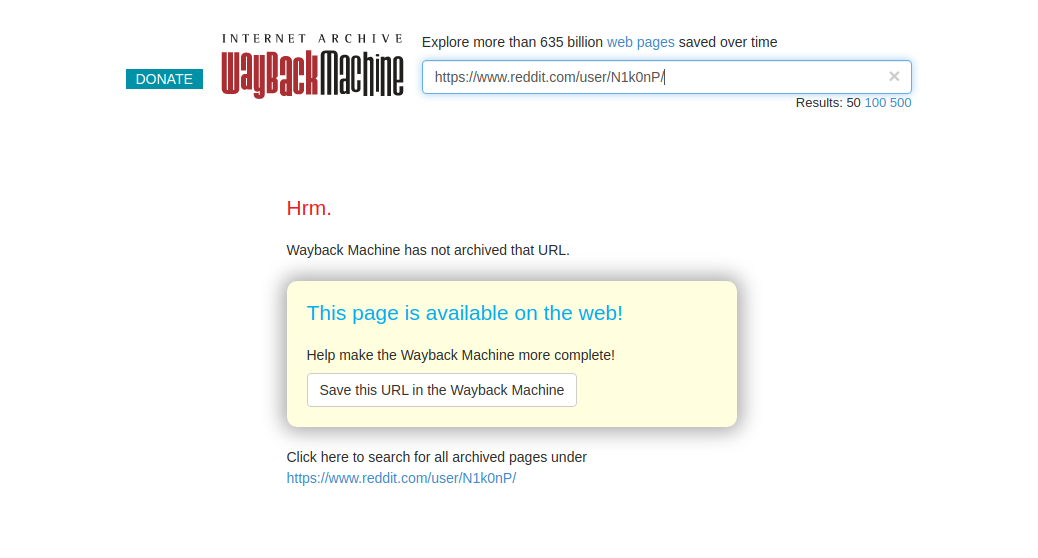 INTERNET ARCHIVE
WayBackMachine
DONATE
Explore more than 635 billion web pages saved over time
https://www.reddit.com/user/N1k0nP/
×
Results: 50 100 500
Hrm.
Wayback Machine has not archived that URL.
This page is available on the web!
Help make the Wayback Machine more complete!
Save this URL in the Wayback Machine
Click here to search for all archived pages under
https://www.reddit.com/user/N1k0nP/